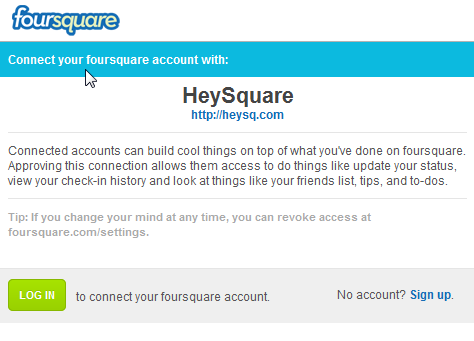 foursquare
Connect your foursquare account with:
HeySquare
http://heysq.com
Connected accounts can build cool things on top of what you've done on foursquare.
Approving this connection allows them access to do things like update your status,
view your check-in history and look at things like your friends list, tips, and to-dos.
Tip: If you change your mind at any time, you can revoke access at
foursquare.com/settings.
LOG IN to connect your foursquare account. No account? Sign up.